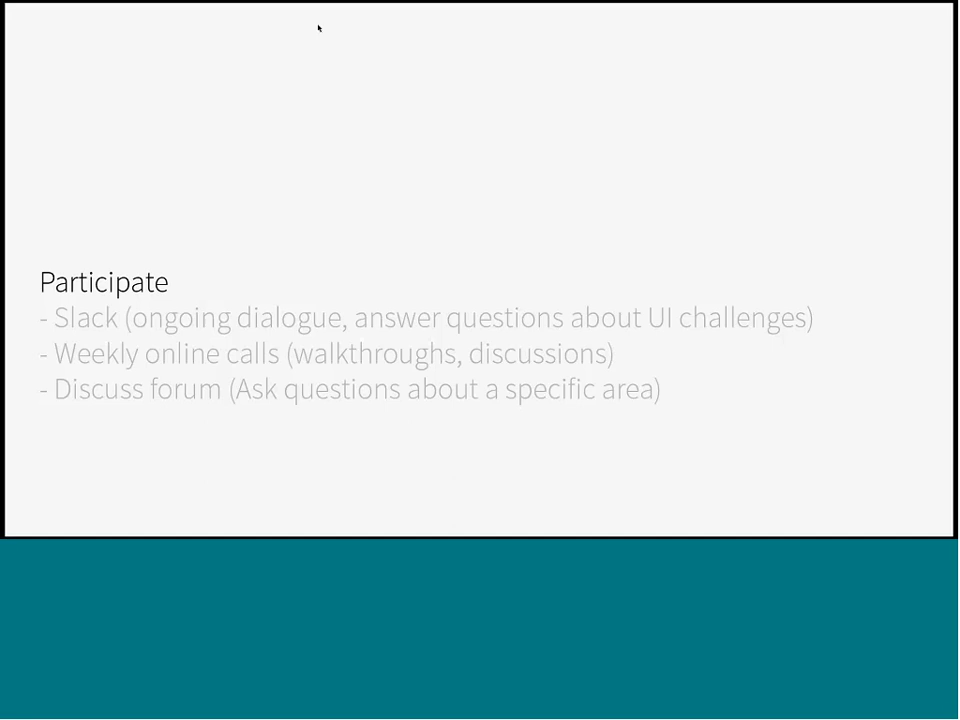 Participate
- Slack (ongoing dialogue, answer questions about UI challenges)
- Weekly online calls (walkthroughs, discussions)
- Discuss forum (Ask questions about a specific area)